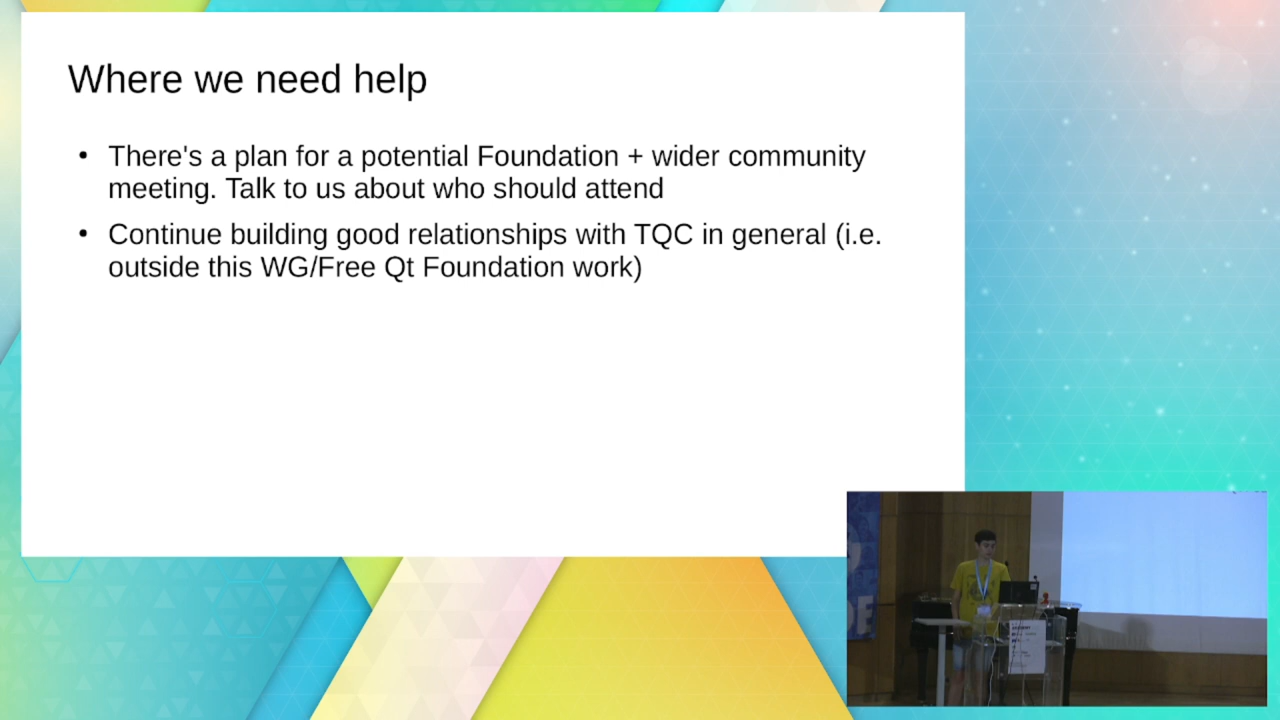 Where we need help
• There's a plan for a potential Foundation + wider community
meeting. Talk to us about who should attend
• Continue building good relationships with TQC in general (i.e.
outside this WG/Free Qt Foundation work)